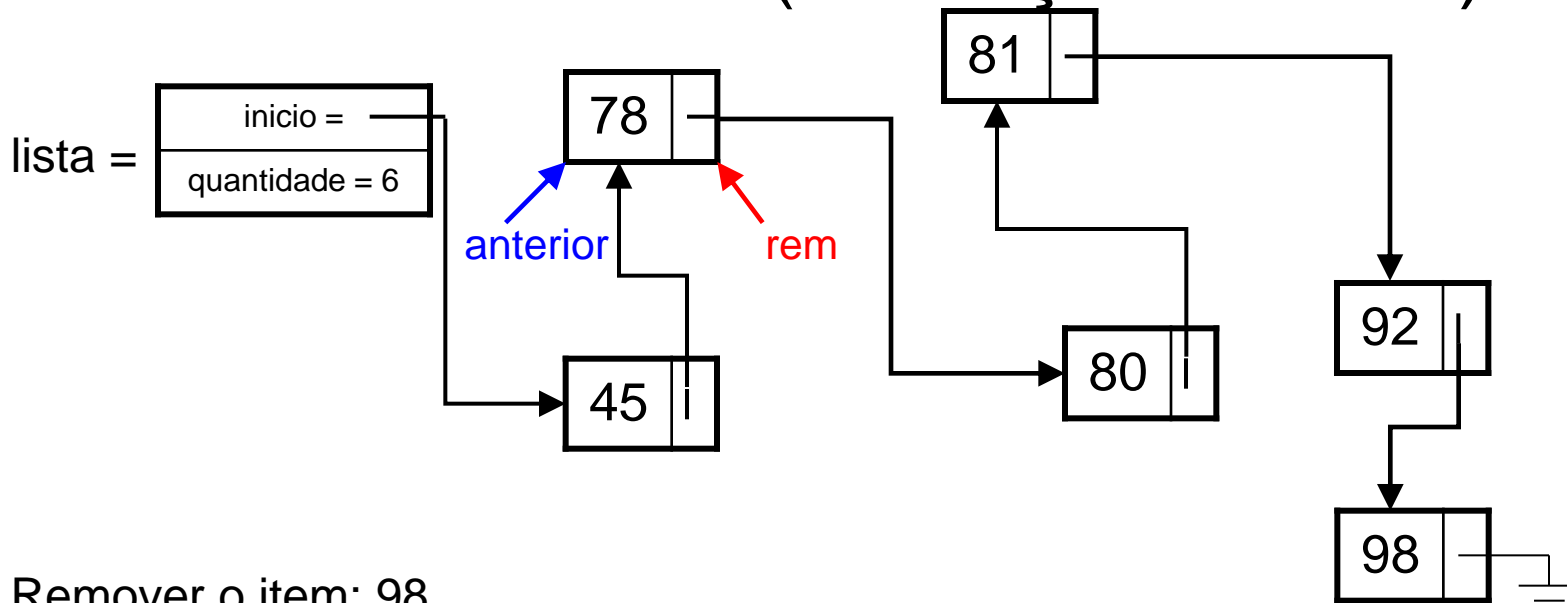 81
inicio =
78
lista =
quantidade = 6
anterior
rem
92
80
45
98
Remover o item: 98